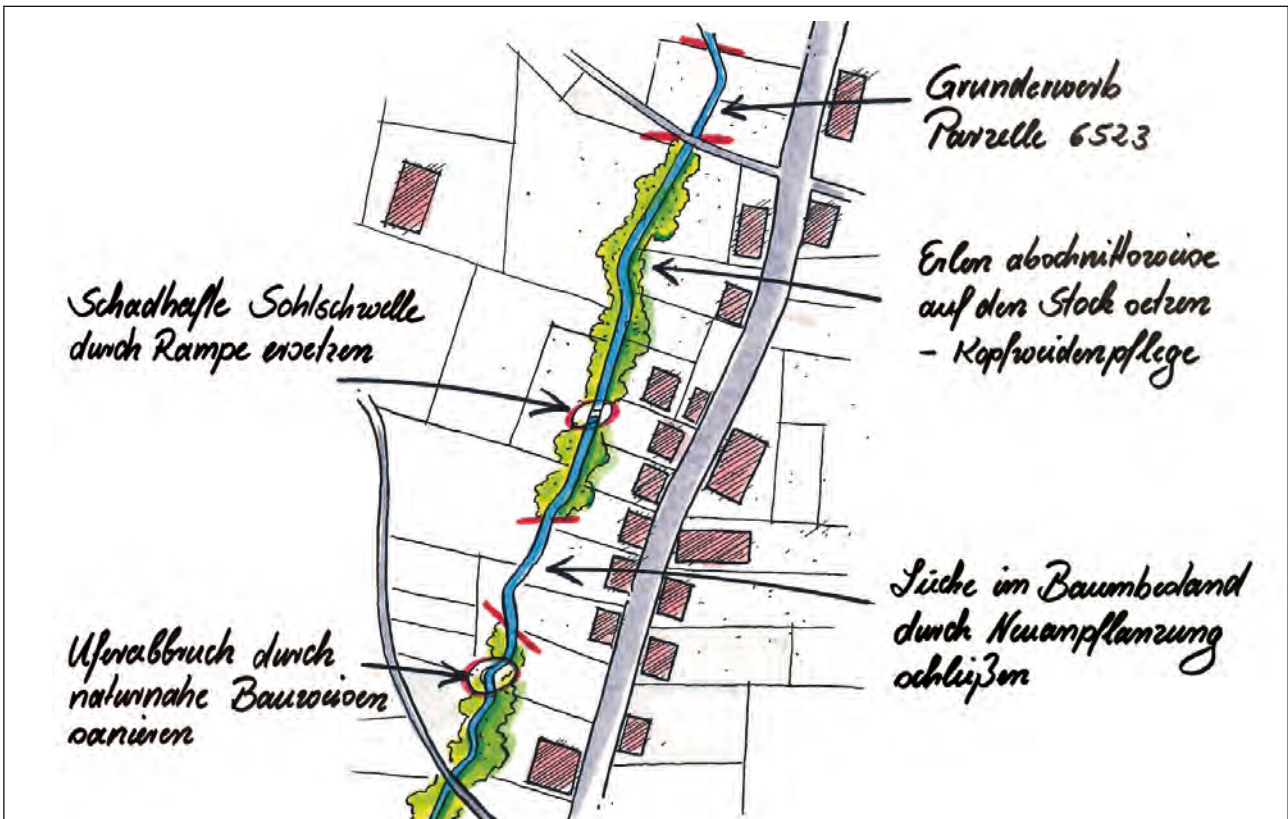 Grunderwerb
Parzelle 6523
Erlen abschnittsweise
auf den Stock setzen
- Kopfweidenpflege
Schadhafte Sohlschwelle
durch Rampe ersetzen
Lücke im Baumbestand
durch Neuanpflanzung
schließen
Uferabbruch durch
naturnahe Bauweisen
sanieren